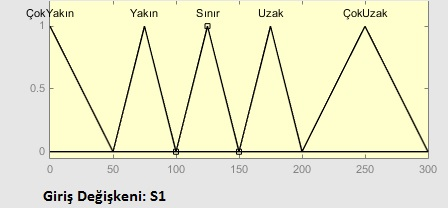 ÇokYakın Yakın Sınır Uzak ÇokUzak
1
0.5
0
0 50 100 150 200 250 300
Giriş Değişkeni: S1